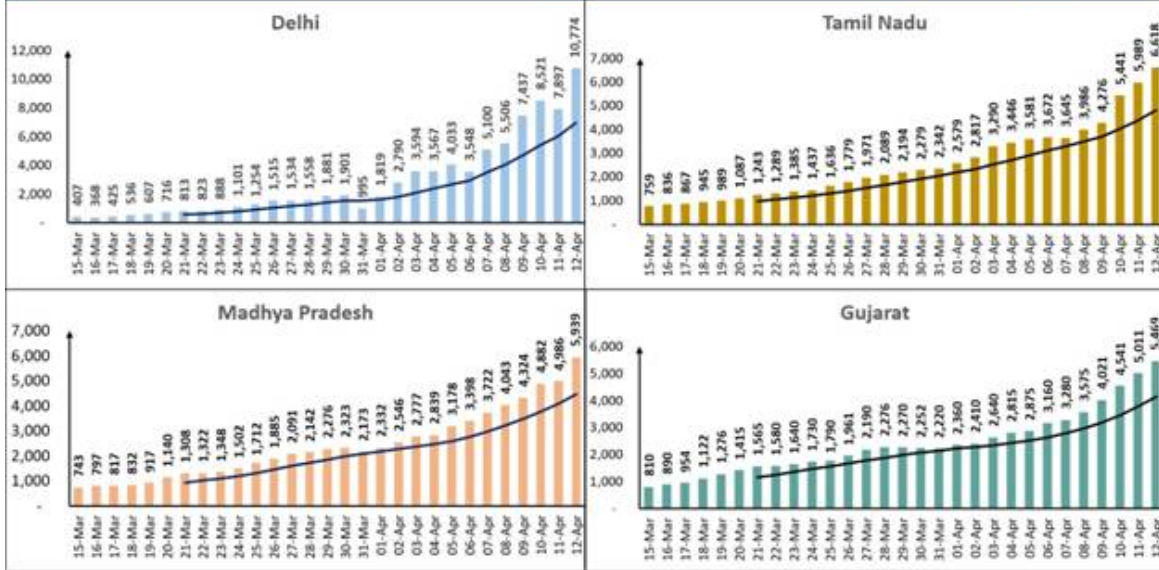 Delhi
12,000
10,000
8,000
6,000
4,000
2,000
-
407 368 425 536 607 716 813 823 888 1,101 1,254 1,515 1,534 1,558 1,881 1,901 995 1,819 2,790 3,594 3,567 4,033 3,548 5,100 5,506 7,437 8,521 7,897 10,774
15-Mar 16-Mar 17-Mar 18-Mar 19-Mar 20-Mar 21-Mar 22-Mar 23-Mar 24-Mar 25-Mar 26-Mar 27-Mar 28-Mar 29-Mar 30-Mar 31-Mar 01-Apr 02-Apr 03-Apr 04-Apr 05-Apr 06-Apr 07-Apr 08-Apr 09-Apr 10-Apr 11-Apr 12-Apr
Tamil Nadu
7,000
6,000
5,000
4,000
3,000
2,000
1,000
-
759 836 867 945 989 1,087 1,243 1,289 1,385 1,437 1,636 1,779 1,971 2,089 2,194 2,279 2,342 2,579 2,817 3,290 3,446 3,581 3,672 3,645 3,986 4,276 5,441 5,989 6,618
15-Mar 16-Mar 17-Mar 18-Mar 19-Mar 20-Mar 21-Mar 22-Mar 23-Mar 24-Mar 25-Mar 26-Mar 27-Mar 28-Mar 29-Mar 30-Mar 31-Mar 01-Apr 02-Apr 03-Apr 04-Apr 05-Apr 06-Apr 07-Apr 08-Apr 09-Apr 10-Apr 11-Apr 12-Apr
Madhya Pradesh
7,000
6,000
5,000
4,000
3,000
2,000
1,000
-
743 797 817 832 917 1,140 1,308 1,322 1,348 1,502 1,712 1,885 2,091 2,142 2,276 2,323 2,173 2,332 2,546 2,777 2,839 3,178 3,398 3,722 4,043 4,324 4,882 4,986 5,939
15-Mar 16-Mar 17-Mar 18-Mar 19-Mar 20-Mar 21-Mar 22-Mar 23-Mar 24-Mar 25-Mar 26-Mar 27-Mar 28-Mar 29-Mar 30-Mar 31-Mar 01-Apr 02-Apr 03-Apr 04-Apr 05-Apr 06-Apr 07-Apr 08-Apr 09-Apr 10-Apr 11-Apr 12-Apr
Gujarat
6,000
5,000
4,000
3,000
2,000
1,000
-
810 890 954 1,122 1,276 1,415 1,565 1,580 1,640 1,730 1,790 1,961 2,190 2,276 2,270 2,252 2,220 2,360 2,410 2,640 2,815 2,875 3,160 3,280 3,575 4,021 4,541 5,011 5,469
15-Mar 16-Mar 17-Mar 18-Mar 19-Mar 20-Mar 21-Mar 22-Mar 23-Mar 24-Mar 25-Mar 26-Mar 27-Mar 28-Mar 29-Mar 30-Mar 31-Mar 01-Apr 02-Apr 03-Apr 04-Apr 05-Apr 06-Apr 07-Apr 08-Apr 09-Apr 10-Apr 11-Apr 12-Apr